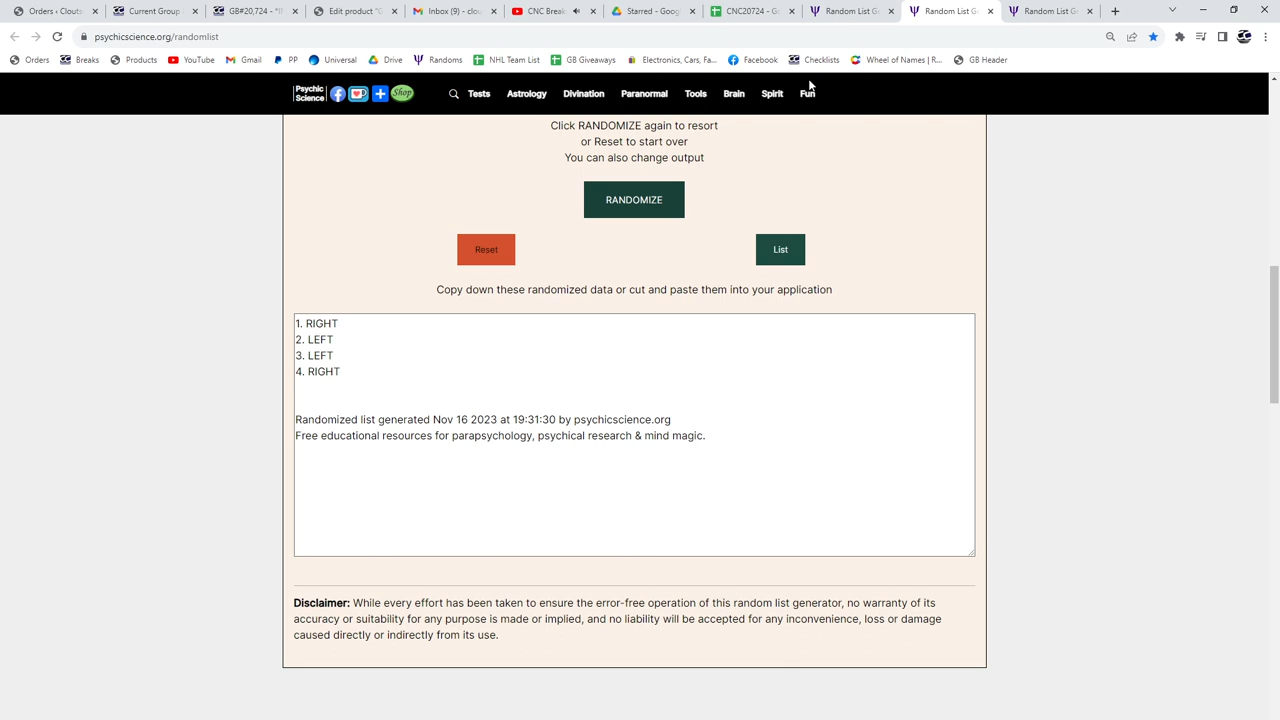 Orders ‹ Clouts
Current Group
GB#20,724 - *I
Edit product "G
Inbox (9) - clou
CNC Break
Starred - Goog
CNC20724 - Go
Random List Ge
Random List Ge
Random List Ge
psychicscience.org/randomlist
Orders
Breaks
Products
YouTube
Gmail
PP
Universal
Drive
Randoms
NHL Team List
GB Giveaways
Electronics, Cars, Fa...
Facebook
Checklists
Wheel of Names | R...
GB Header
Psychic
Science
Shop
Tests
Astrology
Divination
Paranormal
Tools
Brain
Spirit
Fun
Click RANDOMIZE again to resort
or Reset to start over
You can also change output
RANDOMIZE
Reset
List
Copy down these randomized data or cut and paste them into your application
1. RIGHT
2. LEFT
3. LEFT
4. RIGHT
Randomized list generated Nov 16 2023 at 19:31:30 by psychicscience.org
Free educational resources for parapsychology, psychical research & mind magic.
Disclaimer: While every effort has been taken to ensure the error-free operation of this random list generator, no warranty of its
accuracy or suitability for any purpose is made or implied, and no liability will be accepted for any inconvenience, loss or damage
caused directly or indirectly from its use.